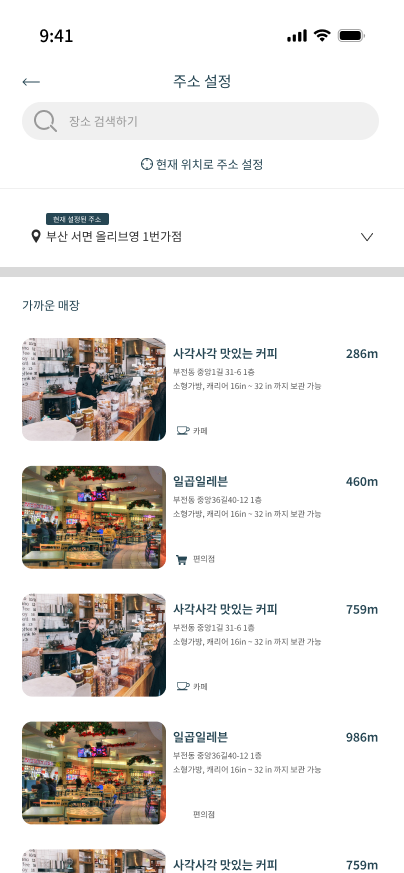 9:41
주소 설정
장소 검색하기
현재 위치로 주소 설정
현재 설정된 주소
부산 서면 올리브영 1번가점
가까운 매장
사각사각 맛있는 커피 286m
부전동 중앙1길 31-6 1층
소형가방, 캐리어 16in ~ 32 in 까지 보관 가능
카페
일곱일레븐 460m
부전동 중앙36길40-12 1층
소형가방, 캐리어 16in ~ 32 in 까지 보관 가능
편의점
사각사각 맛있는 커피 759m
부전동 중앙1길 31-6 1층
소형가방, 캐리어 16in ~ 32 in 까지 보관 가능
카페
일곱일레븐 986m
부전동 중앙36길40-12 1층
소형가방, 캐리어 16in ~ 32 in 까지 보관 가능
편의점
사각사각 맛있는 커피 759m